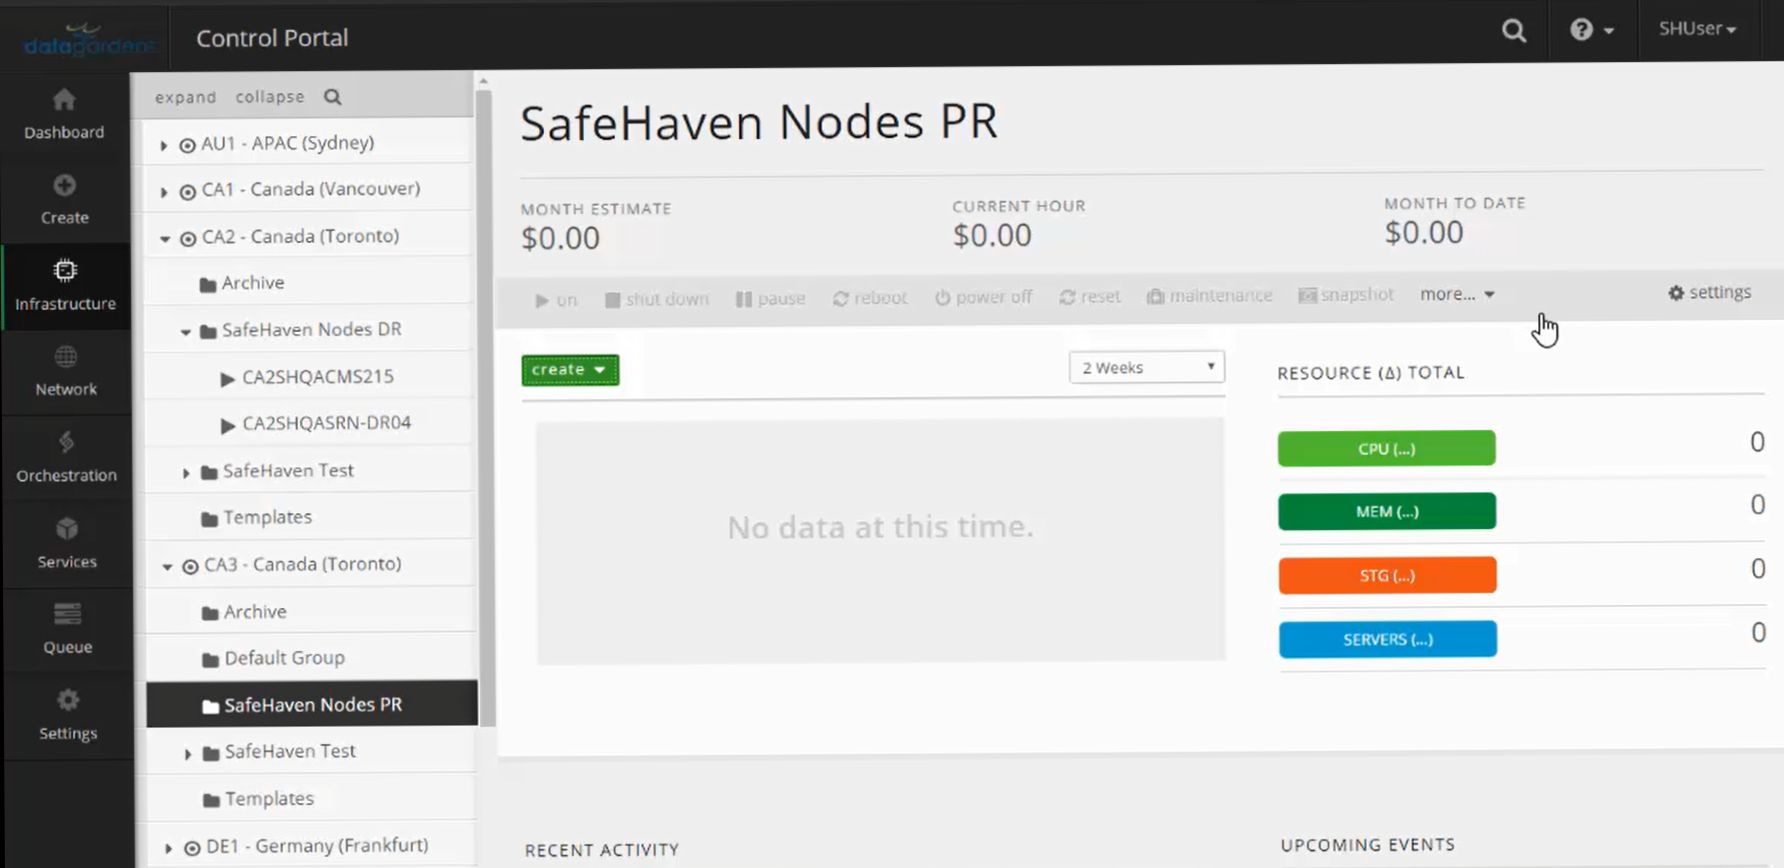 datagardens
Control Portal
SHUser
Dashboard
Create
Infrastructure
Network
Orchestration
Services
Queue
Settings
expand collapse
AU1 - APAC (Sydney)
CA1 - Canada (Vancouver)
CA2 - Canada (Toronto)
Archive
SafeHaven Nodes DR
CA2SHQACMS215
CA2SHQASRN-DR04
SafeHaven Test
Templates
CA3 - Canada (Toronto)
Archive
Default Group
SafeHaven Nodes PR
SafeHaven Test
Templates
DE1 - Germany (Frankfurt)
SafeHaven Nodes PR
MONTH ESTIMATE
$0.00
CURRENT HOUR
$0.00
MONTH TO DATE
$0.00
on shut down pause reboot power off reset maintenance snapshot more... settings
create
2 Weeks
No data at this time.
RESOURCE (Δ) TOTAL
CPU (...) 0
MEM (...) 0
STG (...) 0
SERVERS (...) 0
RECENT ACTIVITY
UPCOMING EVENTS